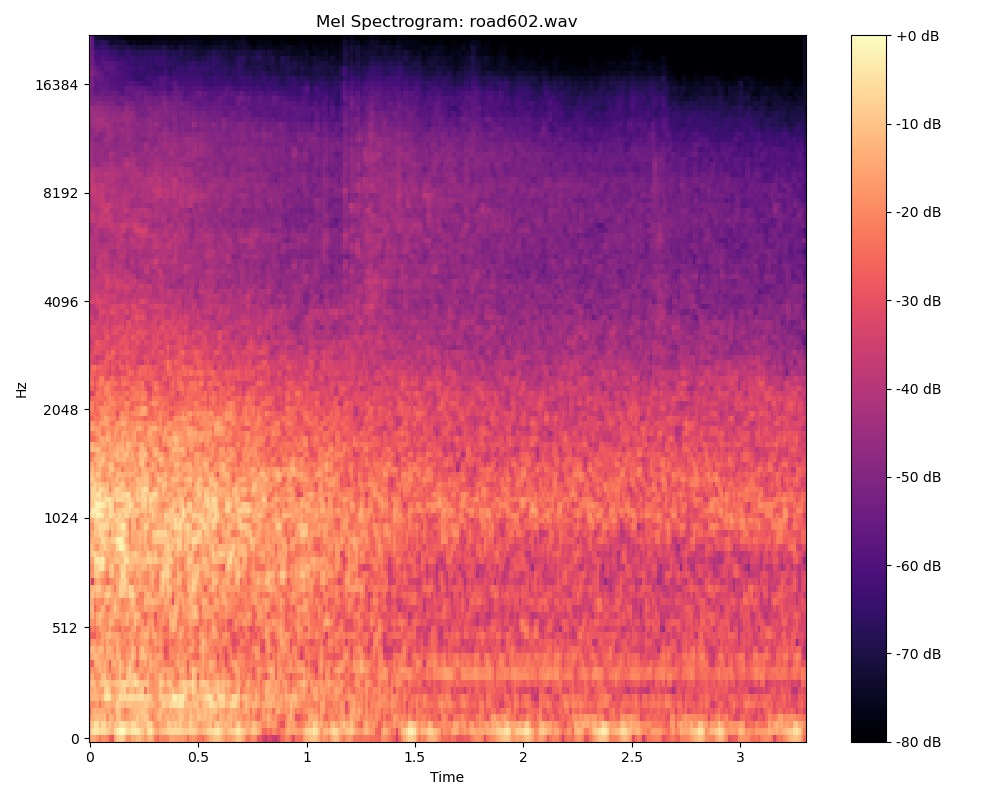 Mel Spectrogram: road602.wav
+0 dB
16384
-10 dB
8192
-20 dB
4096
-30 dB
Hz
-40 dB
2048
-50 dB
1024
-60 dB
512
-70 dB
0
-80 dB
0 0.5 1 1.5 2 2.5 3
Time